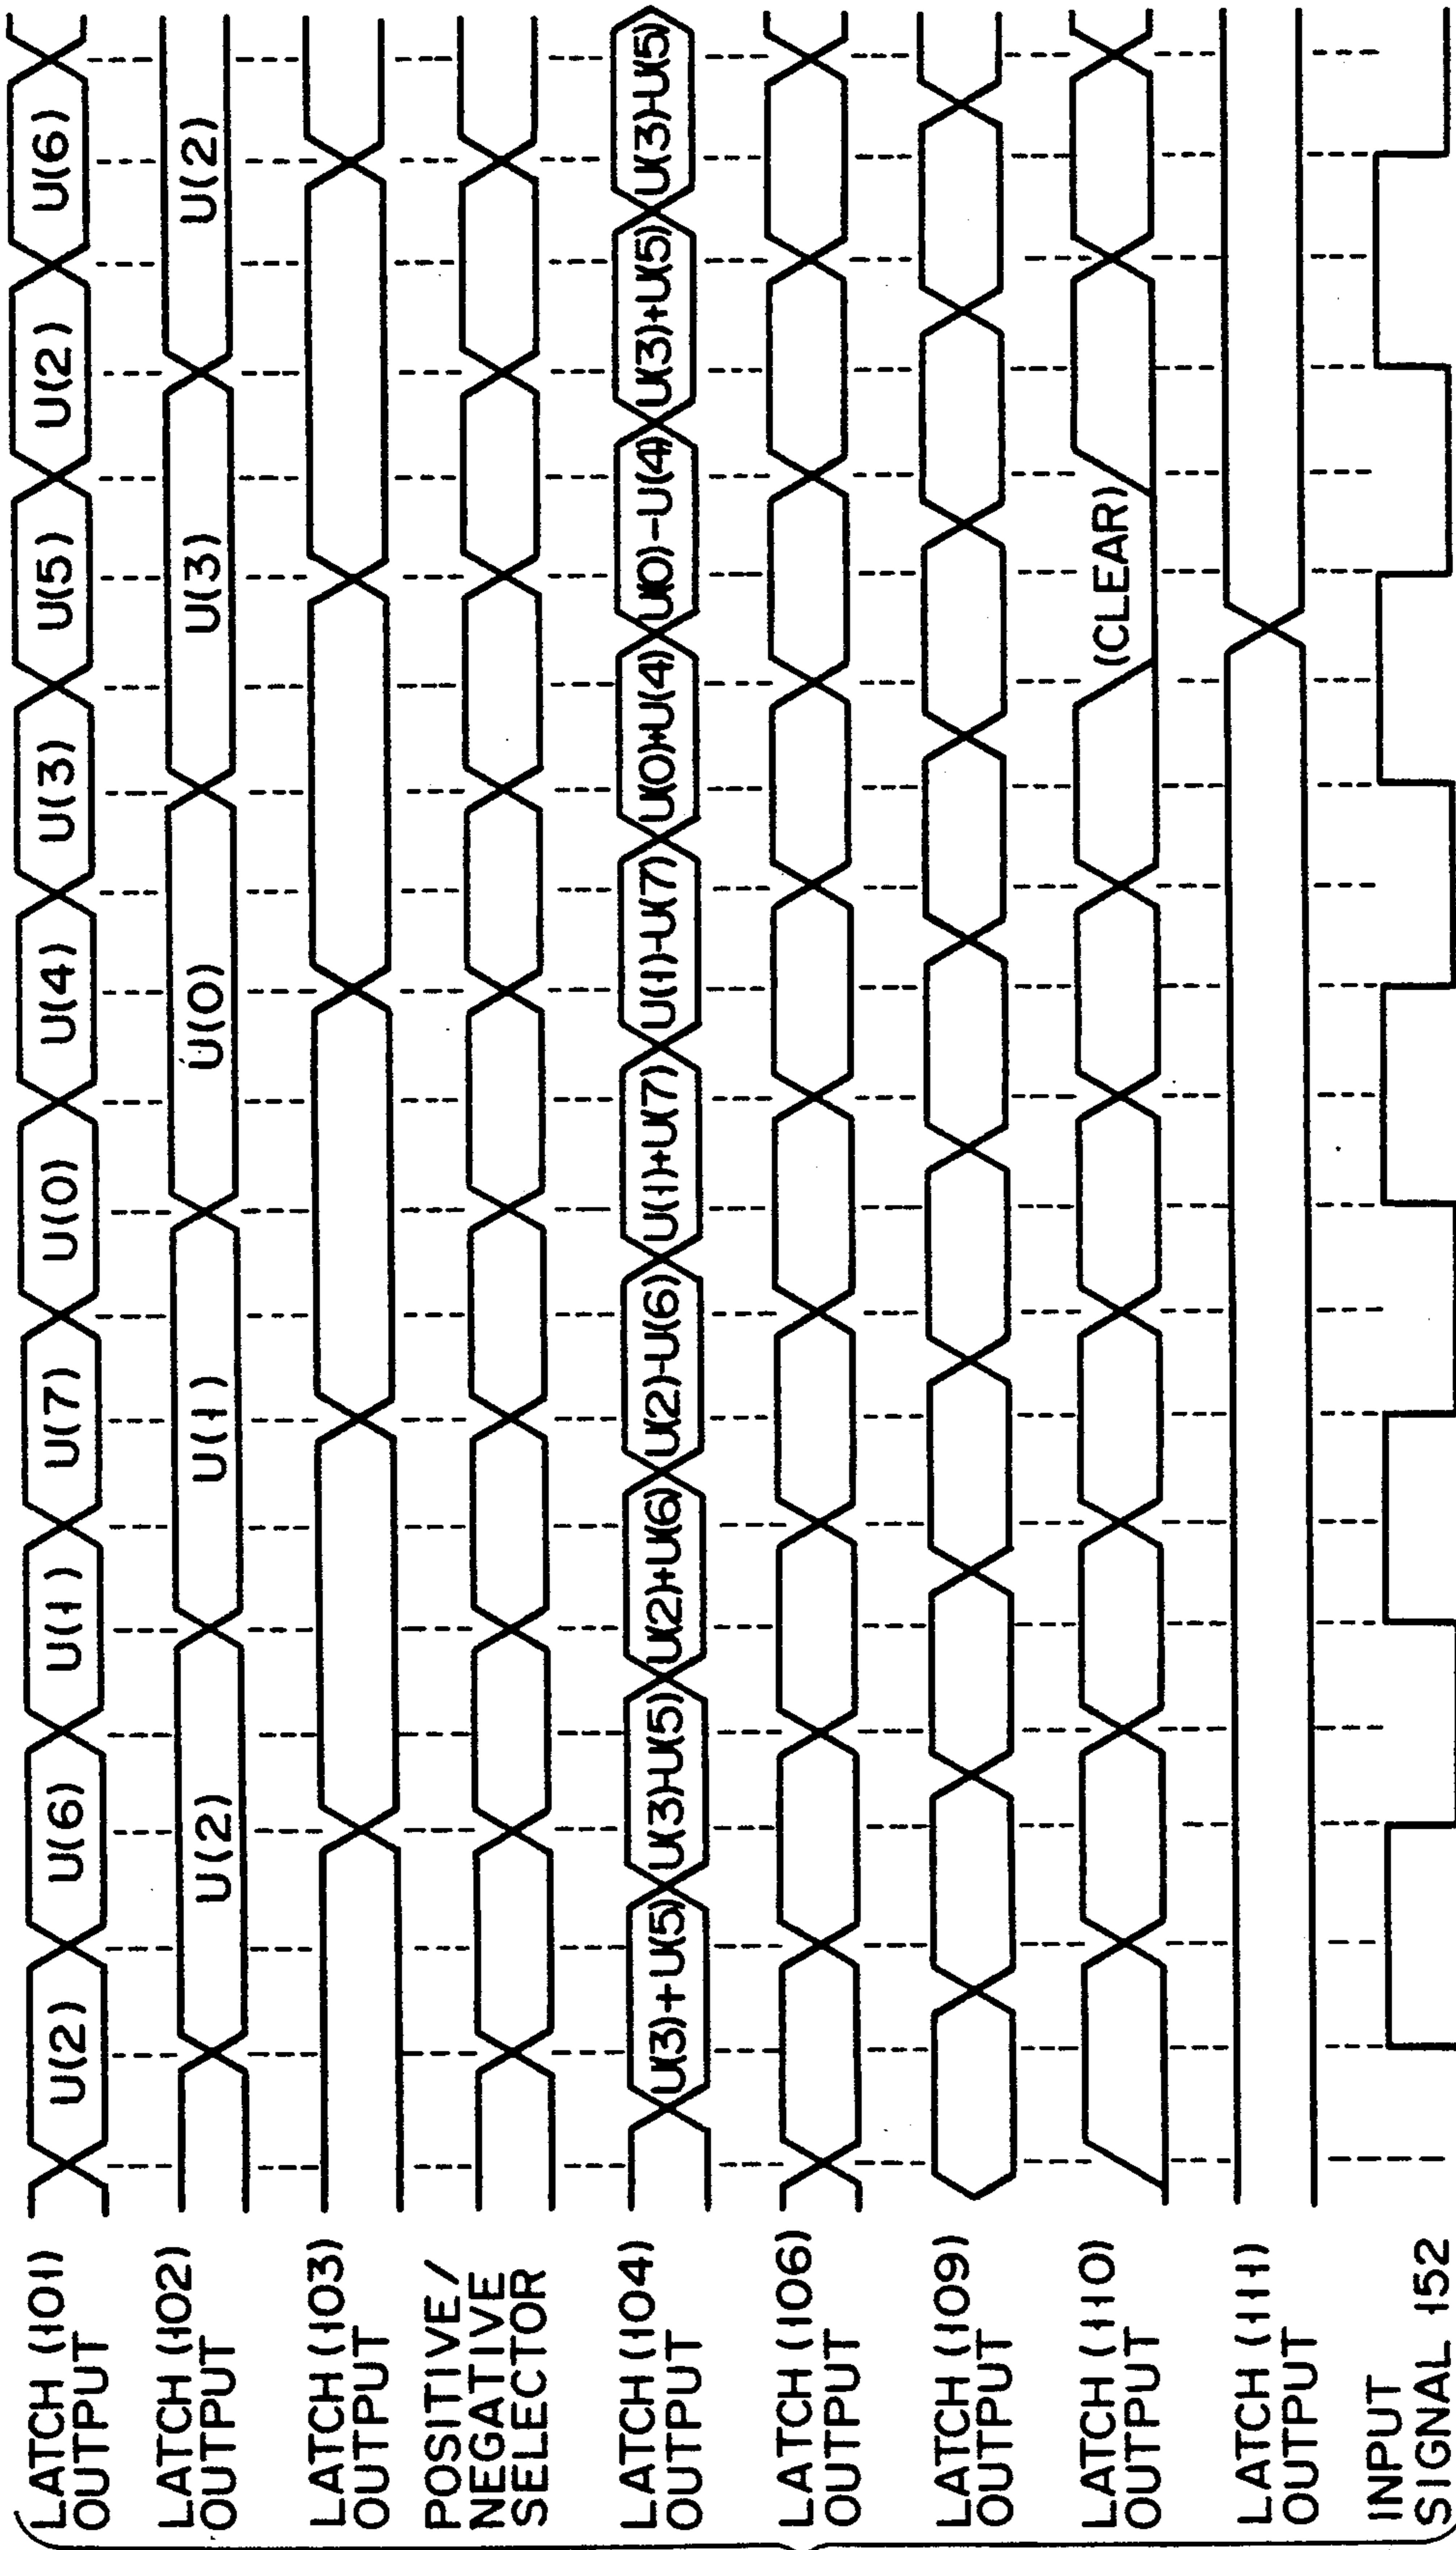 LATCH (101)
OUTPUT
U(2) U(6) U(1) U(7) U(0) U(4) U(3) U(5) U(2) U(6)
LATCH (102)
OUTPUT
U(2) U(1) U(0) U(3) U(2)
LATCH (103)
OUTPUT
POSITIVE/
NEGATIVE
SELECTOR
LATCH (104)
OUTPUT
U(3)+U(5) U(3)-U(5) U(2)+U(6) U(2)-U(6) U(1)+U(7) U(1)-U(7) U(0)+U(4) U(0)-U(4) U(3)+U(5) U(3)-U(5)
LATCH (106)
OUTPUT
LATCH (109)
OUTPUT
LATCH (110)
OUTPUT
(CLEAR)
LATCH (111)
OUTPUT
INPUT
SIGNAL 152